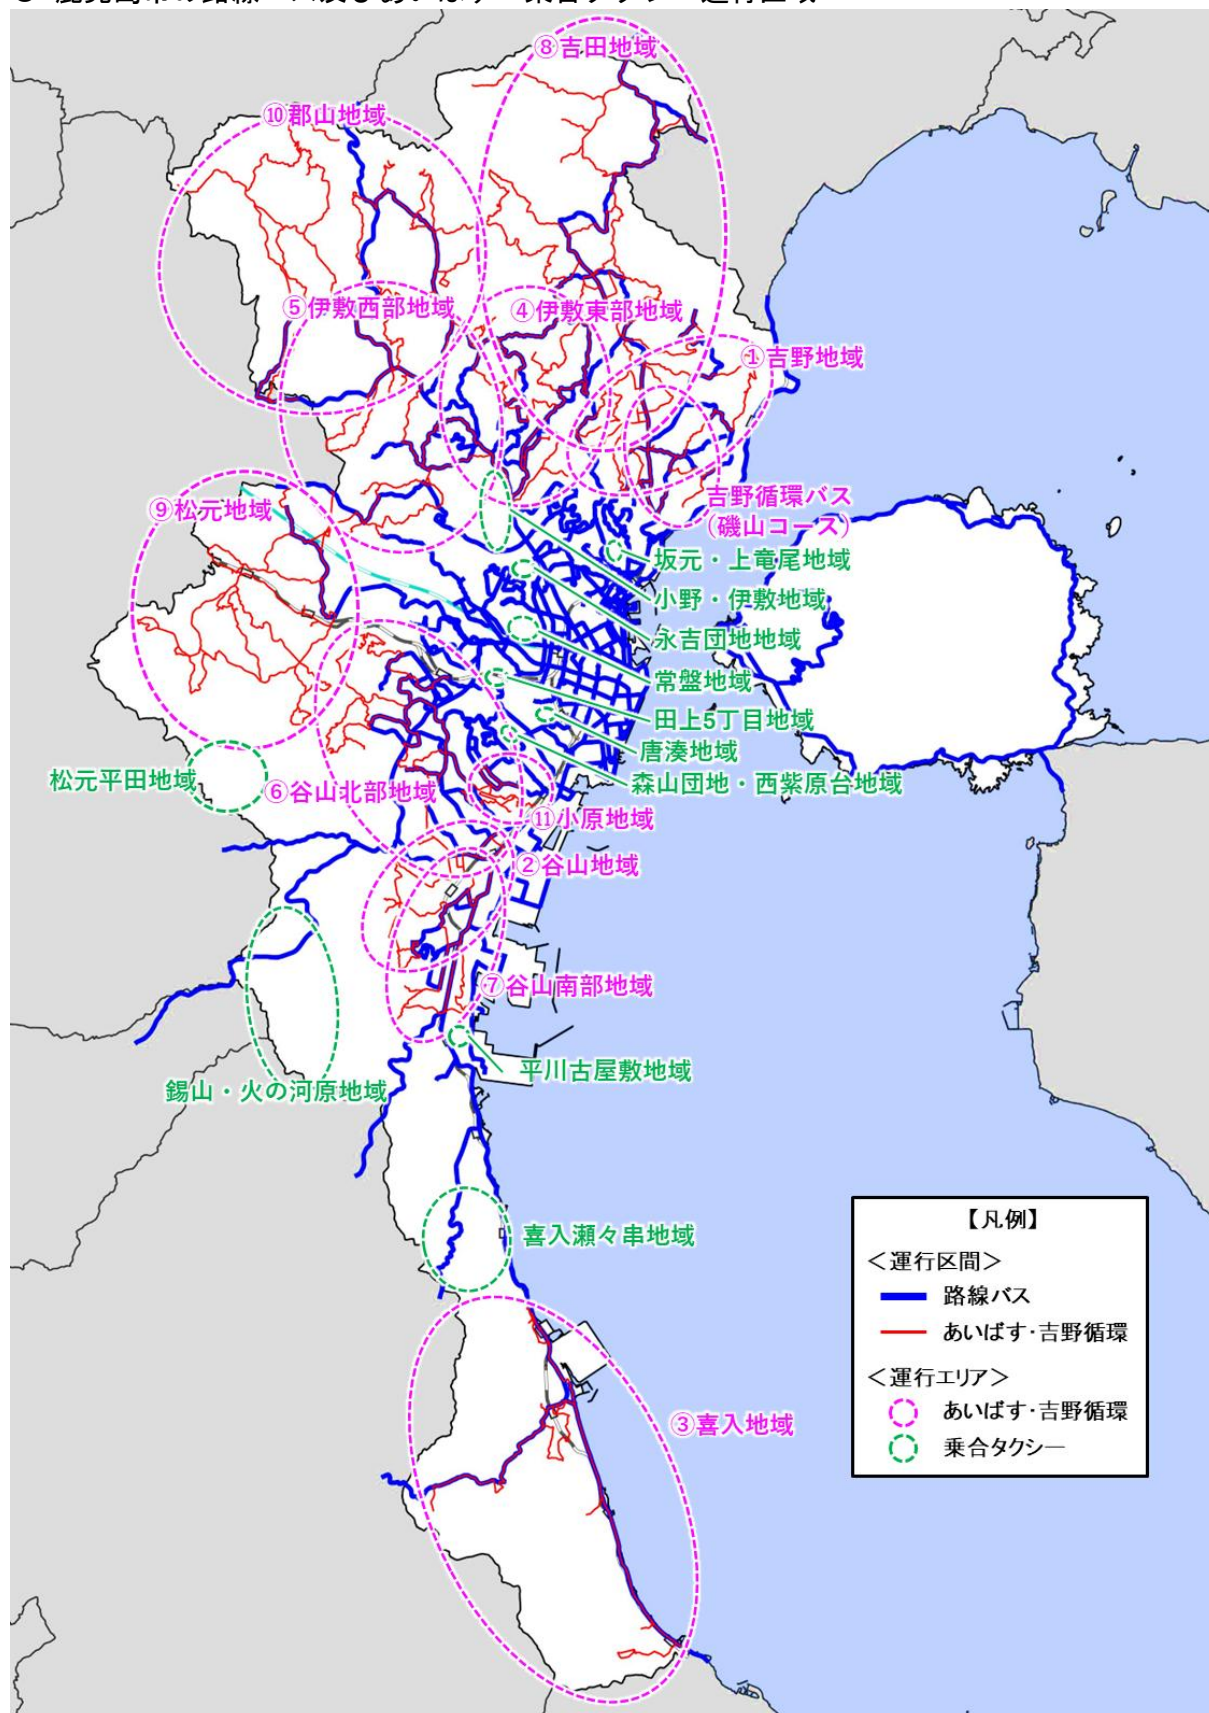 ⑧吉田地域
⑩郡山地域
⑤伊敷西部地域
④伊敷東部地域
①吉野地域
吉野循環バス
(磯山コース)
⑨松元地域
坂元・上竜尾地域
小野・伊敷地域
永吉団地地域
常盤地域
田上5丁目地域
唐湊地域
森山団地・西紫原台地域
松元平田地域
⑥谷山北部地域
⑪小原地域
②谷山地域
⑦谷山南部地域
平川古屋敷地域
錫山・火の河原地域
喜入瀬々串地域
③喜入地域
【凡例】
＜運行区間＞
路線バス
あいばす・吉野循環
＜運行エリア＞
あいばす・吉野循環
乗合タクシー